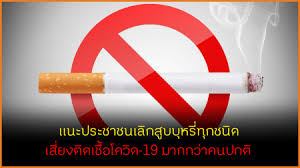 แนะประชาชนเลิกสูบบุหรี่ทุกชนิด
เสี่ยงติดเชื้อโควิด-19 มากกว่าคนปกติ